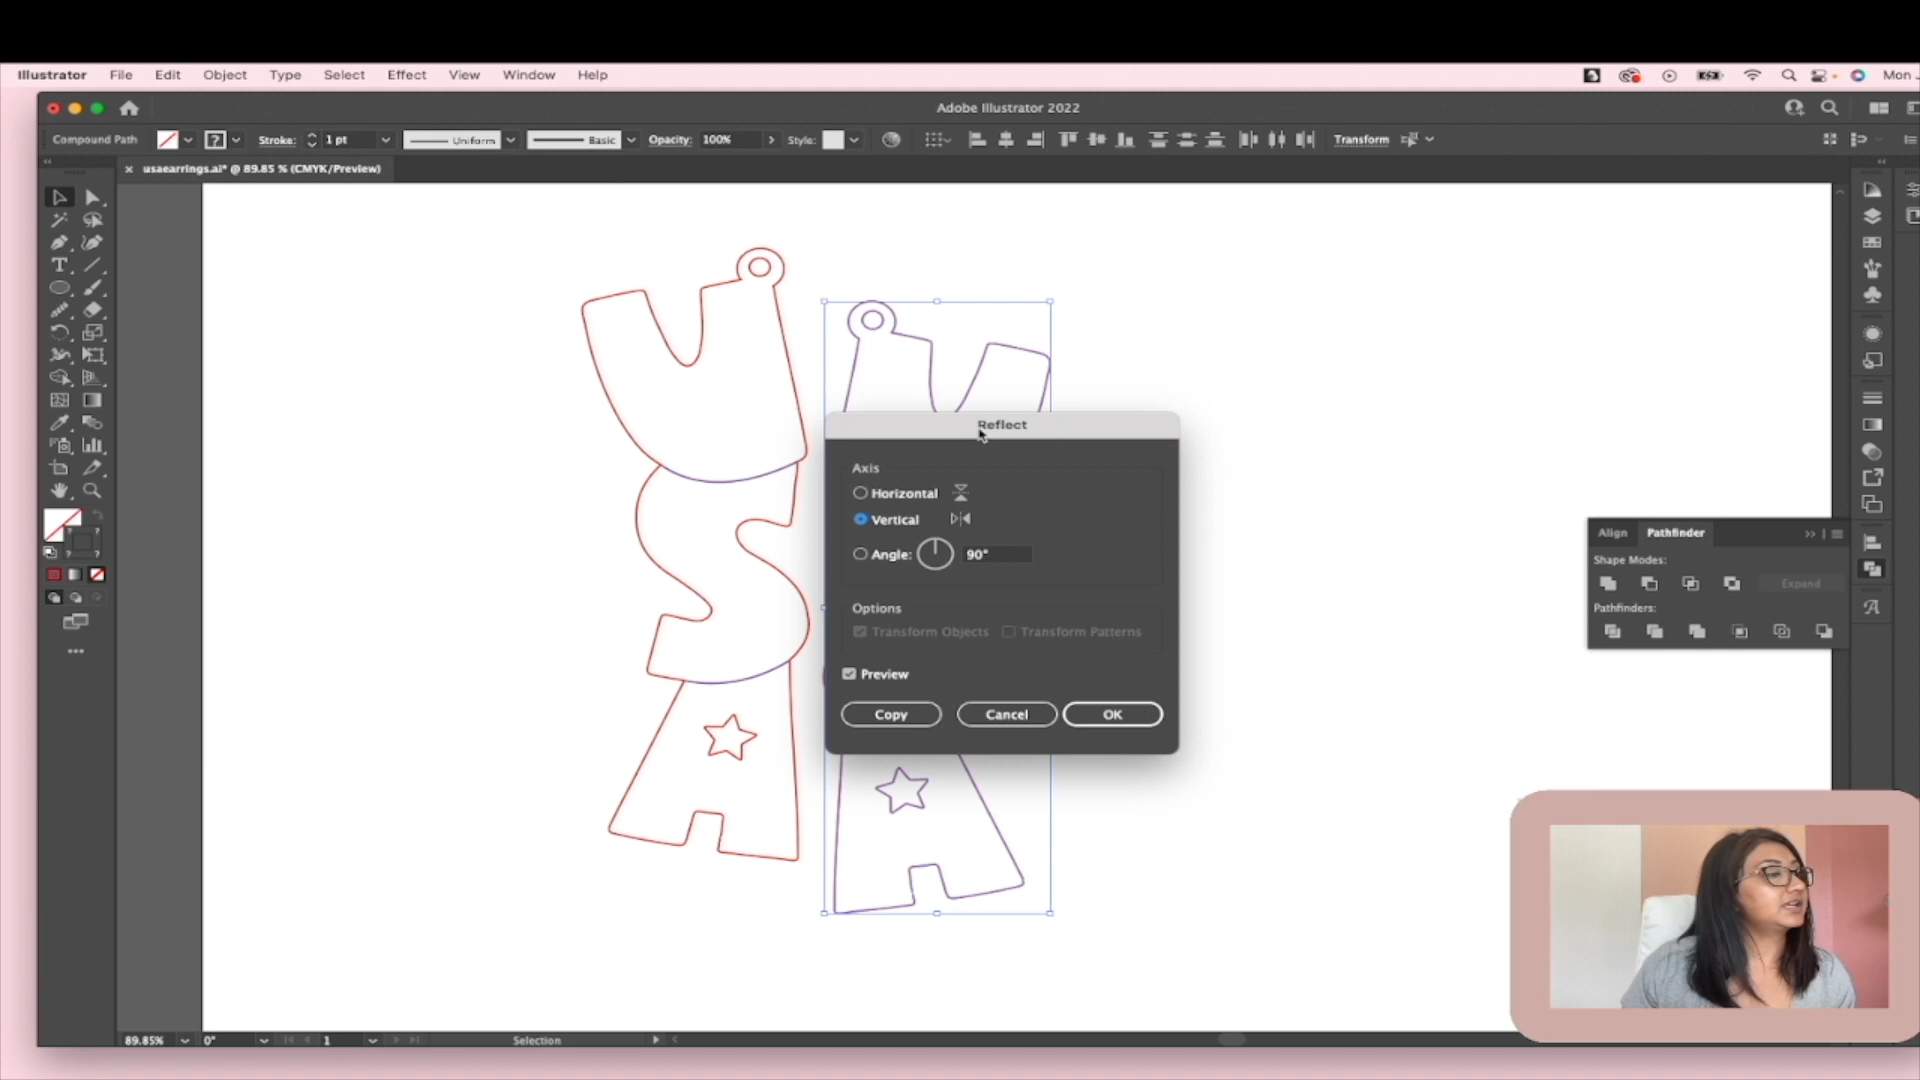 Illustrator File Edit Object Type Select Effect View Window Help
Mon
Adobe Illustrator 2022
Compound Path ? Stroke: 1 pt Uniform Basic Opacity: 100% Style: Transform
× usaearrings.ai* @ 89.85 % (CMYK/Preview)
USA
Reflect
Axis
Horizontal
Vertical
Angle: 90°
Options
Transform Objects Transform Patterns
Preview
Copy Cancel OK
Align Pathfinder
Shape Modes:
Expand
Pathfinders:
89.85% 0° 1 Selection